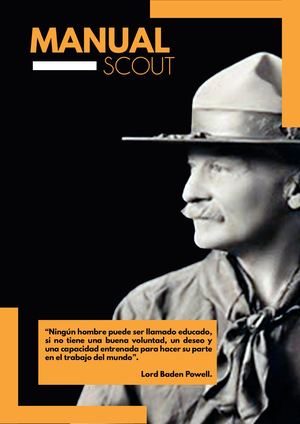 MANUAL
SCOUT
“Ningún hombre puede ser llamado educado,
si no tiene una buena voluntad, un deseo y
una capacidad entrenada para hacer su parte
en el trabajo del mundo”.
Lord Baden Powell.